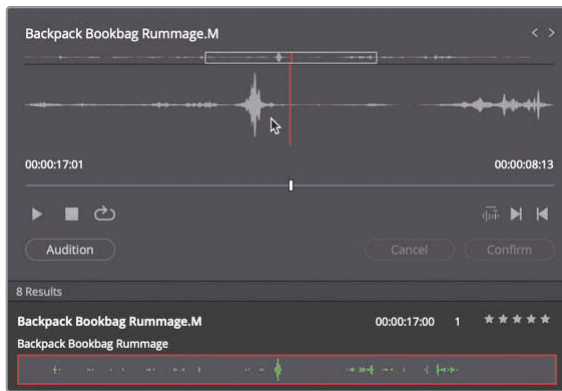 Backpack Bookbag Rummage.M
00:00:17:01 00:00:08:13
Audition Cancel Confirm
8 Results
Backpack Bookbag Rummage.M 00:00:17:00 1
Backpack Bookbag Rummage